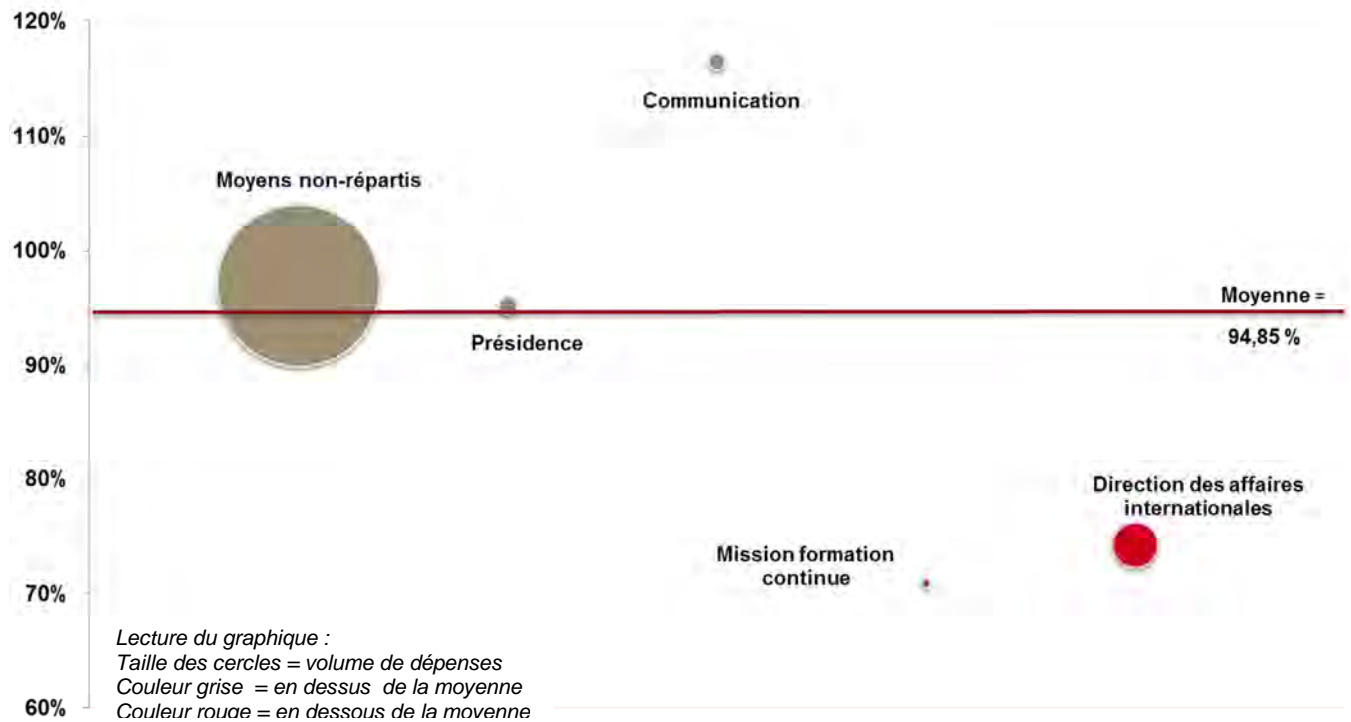 120%
Communication
110%
Moyens non-répartis
100%
Moyenne =
94,85 %
Présidence
90%
80%
Direction des affaires
internationales
Mission formation
continue
70%
Lecture du graphique :
Taille des cercles = volume de dépenses
Couleur grise = en dessus de la moyenne
Couleur rouge = en dessous de la moyenne
60%